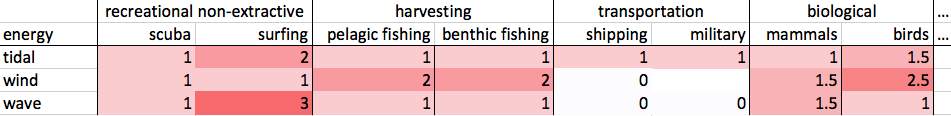 recreational non-extractive harvesting transportation biological ...
energy scuba surfing pelagic fishing benthic fishing shipping military mammals birds ...
tidal 1 2 1 1 1 1 1 1.5
wind 1 1 2 2 0 1.5 2.5
wave 1 3 1 1 0 0 1.5 1